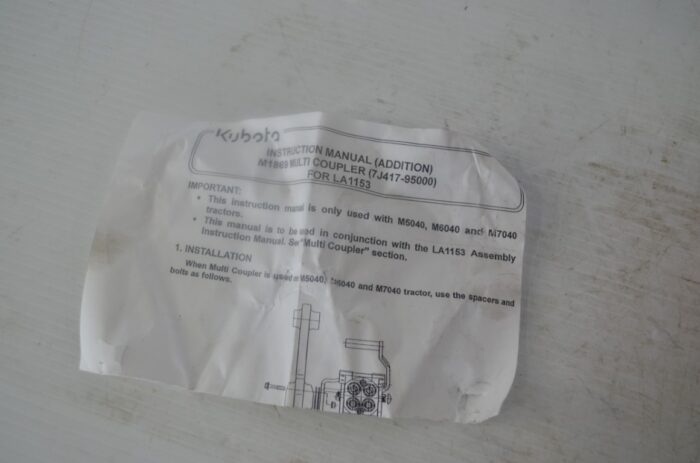 Kubota
INSTRUCTION MANUAL (ADDITION)
M1869 MULTI COUPLER (7J417-95000)
FOR LA1153
IMPORTANT:
• This instruction manual is only used with M5040, M6040 and M7040
tractors.
• This manual is to be used in conjunction with the LA1153 Assembly
Instruction Manual. See "Multi Coupler" section.
1. INSTALLATION
When Multi Coupler is used M5040, M6040 and M7040 tractor, use the spacers and
bolts as follows.